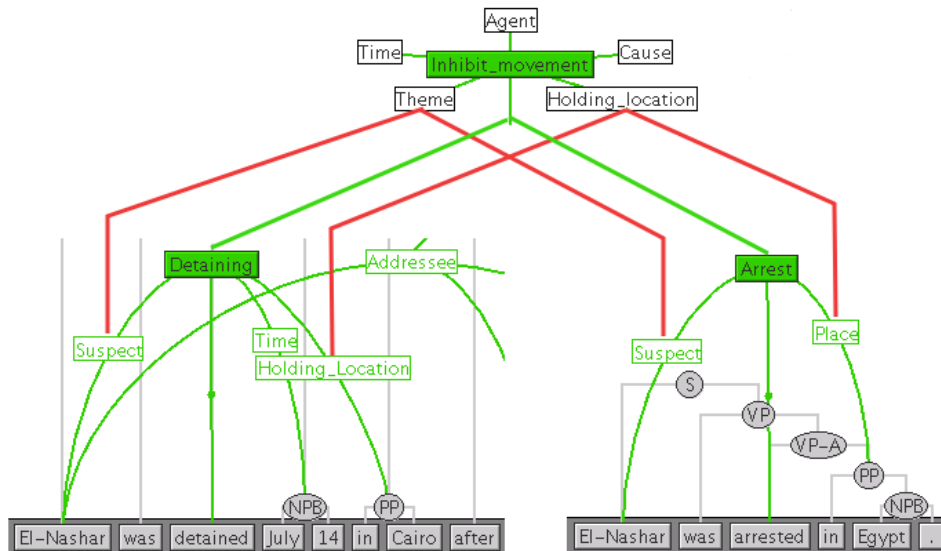 Agent
Time Cause
Inhibit_movement
Theme Holding_location
Detaining Addressee Arrest
Suspect Time Suspect Place
Holding_Location
S
VP
VP-A
PP
NPB PP NPB
El-Nashar was detained July 14 in Cairo after El-Nashar was arrested in Egypt .